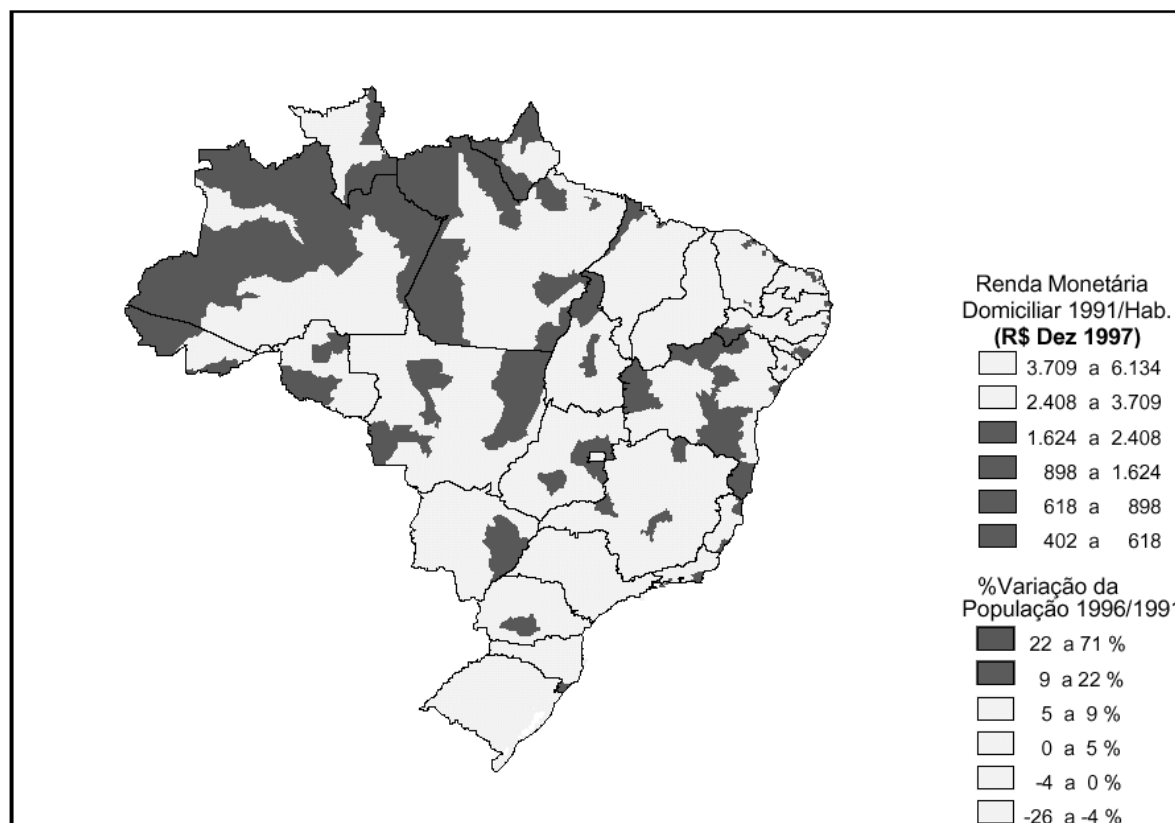 Renda Monetária
Domiciliar 1991/Hab.
(R$ Dez 1997)
3.709 a 6.134
2.408 a 3.709
1.624 a 2.408
898 a 1.624
618 a 898
402 a 618
%Variação da
População 1996/1991
22 a 71 %
9 a 22 %
5 a 9 %
0 a 5 %
-4 a 0 %
-26 a -4 %